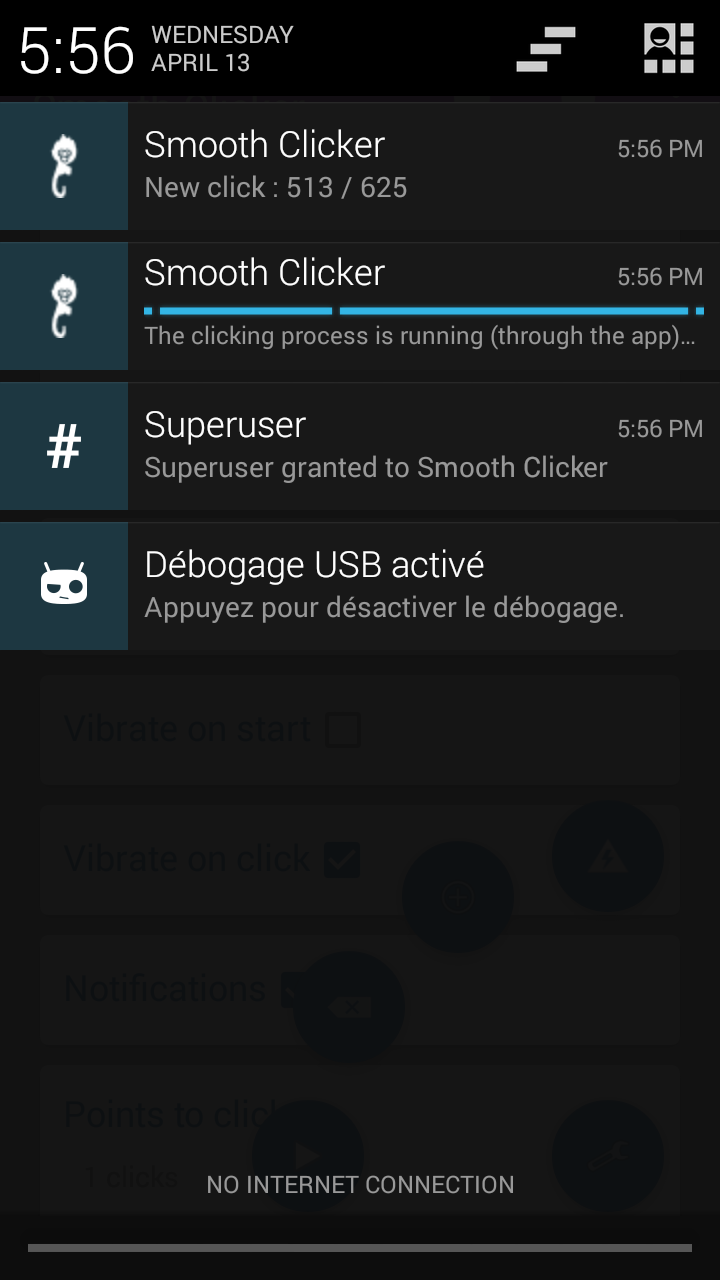 5:56
WEDNESDAY
APRIL 13
Smooth Clicker
5:56 PM
New click : 513 / 625
Smooth Clicker
5:56 PM
The clicking process is running (through the app)...
#
Superuser
5:56 PM
Superuser granted to Smooth Clicker
Débogage USB activé
Appuyez pour désactiver le débogage.
Vibrate on start
Vibrate on click
Notifications
Points to click
1 clicks
NO INTERNET CONNECTION